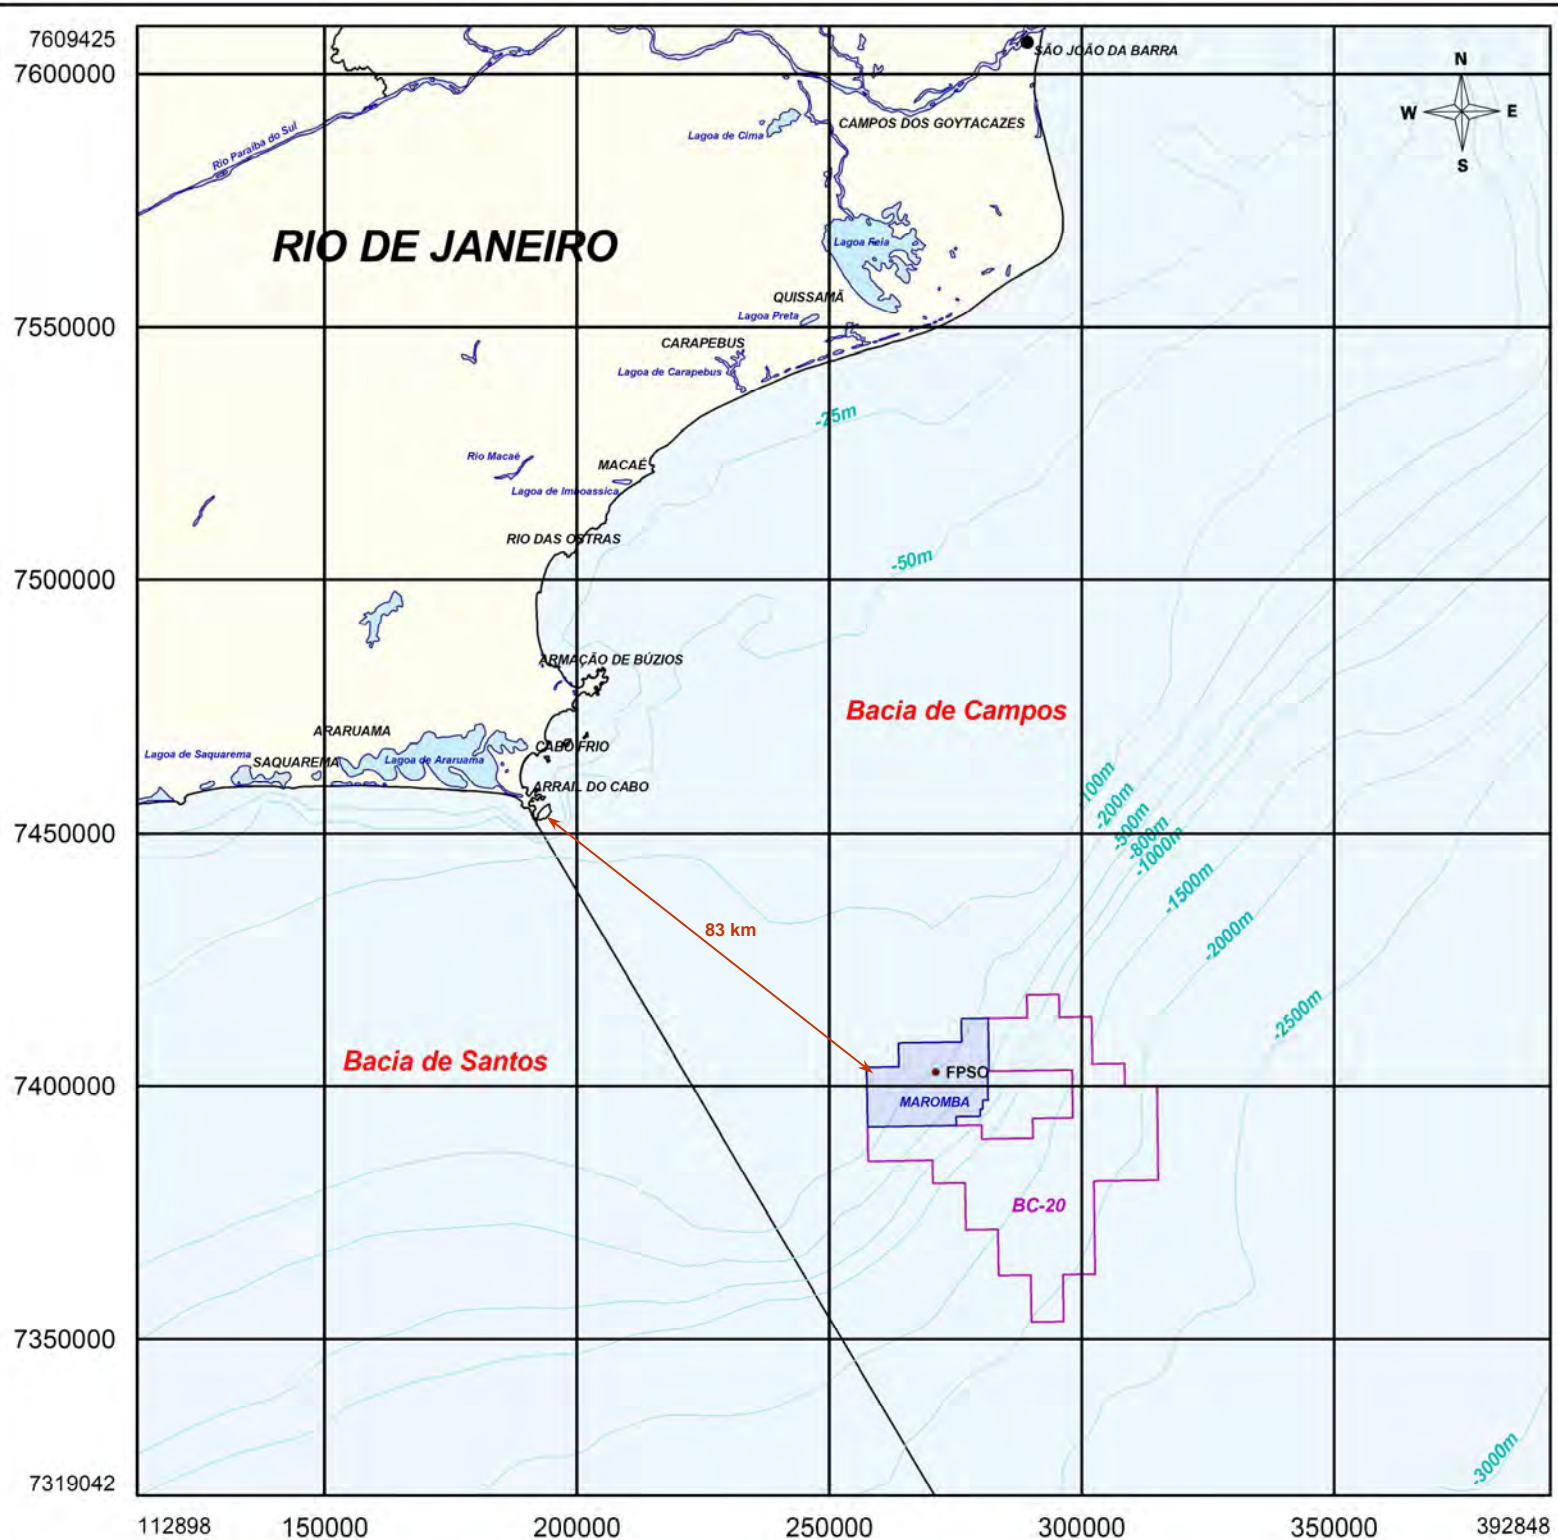 7609425
SÃO JOÃO DA BARRA
N
7600000
W
E
CAMPOS DOS GOYTACAZES
Lagoa de Cima
Rio Paraíba do Sul
S
RIO DE JANEIRO
Lagoa Feia
QUISSAMÃ
Lagoa Preta
7550000
CARAPEBUS
Lagoa de Carapebus
-25m
Rio Macaé
MACAÉ
Lagoa de Imboassica
RIO DAS OSTRAS
-50m
7500000
ARMAÇÃO DE BÚZIOS
Bacia de Campos
ARARUAMA
CABO FRIO
Lagoa de Saquarema
SAQUAREMA
Lagoa de Araruama
ARRAIL DO CABO
-100m
-200m
-500m
-800m
-1000m
7450000
-1500m
83 km
-2000m
-2500m
Bacia de Santos
FPSO
7400000
MAROMBA
BC-20
7350000
-3000m
7319042
112898
150000
200000
250000
300000
350000
392848